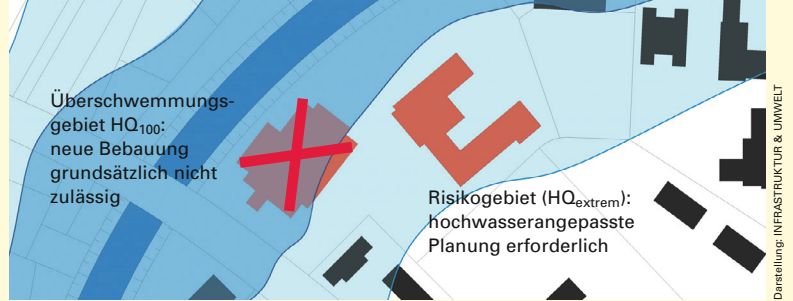 Überschwemmungs-
gebiet HQ100:
neue Bebauung
grundsätzlich nicht
zulässig
Risikogebiet (HQextrem):
hochwasserangepasste
Planung erforderlich
Darstellung: INFRASTRUKTUR & UMWELT